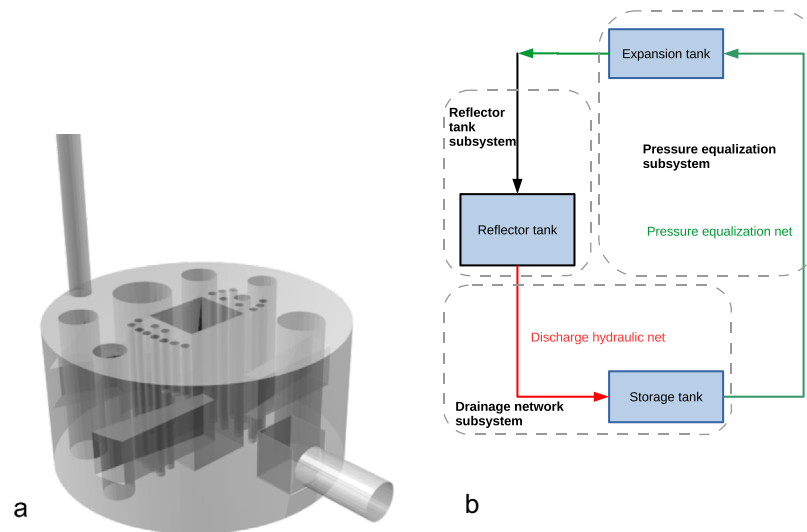 Expansion tank
Reflector
tank
subsystem
Pressure equalization
subsystem
Reflector tank
Pressure equalization net
Discharge hydraulic net
Storage tank
Drainage network
subsystem
a
b